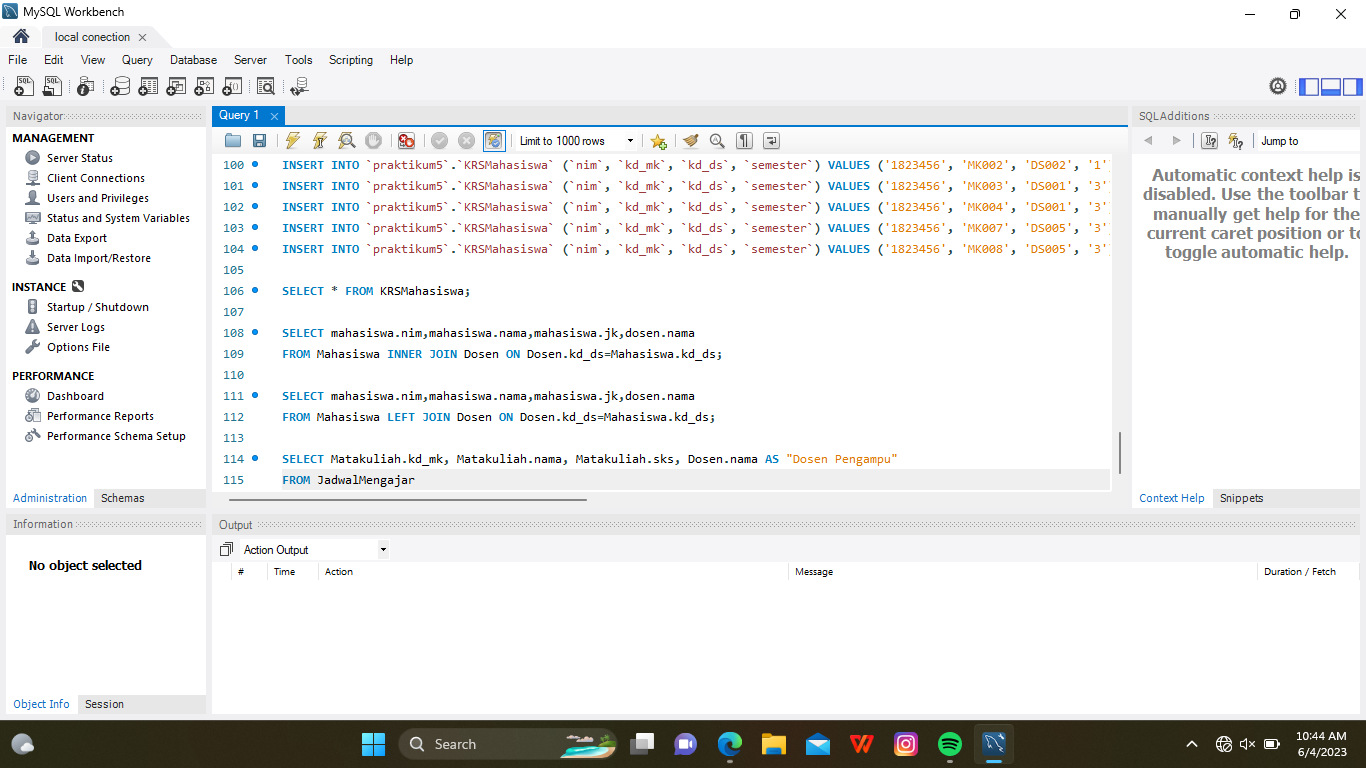 MySQL Workbench
local conection
File Edit View Query Database Server Tools Scripting Help
Navigator
MANAGEMENT
Server Status
Client Connections
Users and Privileges
Status and System Variables
Data Export
Data Import/Restore
INSTANCE
Startup / Shutdown
Server Logs
Options File
PERFORMANCE
Dashboard
Performance Reports
Performance Schema Setup
Administration Schemas
Information
No object selected
Object Info Session
Query 1
Limit to 1000 rows
100 INSERT INTO `praktikum5`.`KRSMahasiswa` (`nim`, `kd_mk`, `kd_ds`, `semester`) VALUES ('1823456', 'MK002', 'DS002', '1'
101 INSERT INTO `praktikum5`.`KRSMahasiswa` (`nim`, `kd_mk`, `kd_ds`, `semester`) VALUES ('1823456', 'MK003', 'DS001', '3'
102 INSERT INTO `praktikum5`.`KRSMahasiswa` (`nim`, `kd_mk`, `kd_ds`, `semester`) VALUES ('1823456', 'MK004', 'DS001', '3'
103 INSERT INTO `praktikum5`.`KRSMahasiswa` (`nim`, `kd_mk`, `kd_ds`, `semester`) VALUES ('1823456', 'MK007', 'DS005', '3'
104 INSERT INTO `praktikum5`.`KRSMahasiswa` (`nim`, `kd_mk`, `kd_ds`, `semester`) VALUES ('1823456', 'MK008', 'DS005', '3'
105
106 SELECT * FROM KRSMahasiswa;
107
108 SELECT mahasiswa.nim,mahasiswa.nama,mahasiswa.jk,dosen.nama
109 FROM Mahasiswa INNER JOIN Dosen ON Dosen.kd_ds=Mahasiswa.kd_ds;
110
111 SELECT mahasiswa.nim,mahasiswa.nama,mahasiswa.jk,dosen.nama
112 FROM Mahasiswa LEFT JOIN Dosen ON Dosen.kd_ds=Mahasiswa.kd_ds;
113
114 SELECT Matakuliah.kd_mk, Matakuliah.nama, Matakuliah.sks, Dosen.nama AS "Dosen Pengampu"
115 FROM JadwalMengajar
SQLAdditions
Jump to
Automatic context help is
disabled. Use the toolbar t
manually get help for the
current caret position or to
toggle automatic help.
Context Help Snippets
Output
Action Output
# Time Action Message Duration / Fetch
Search
10:44 AM
6/4/2023